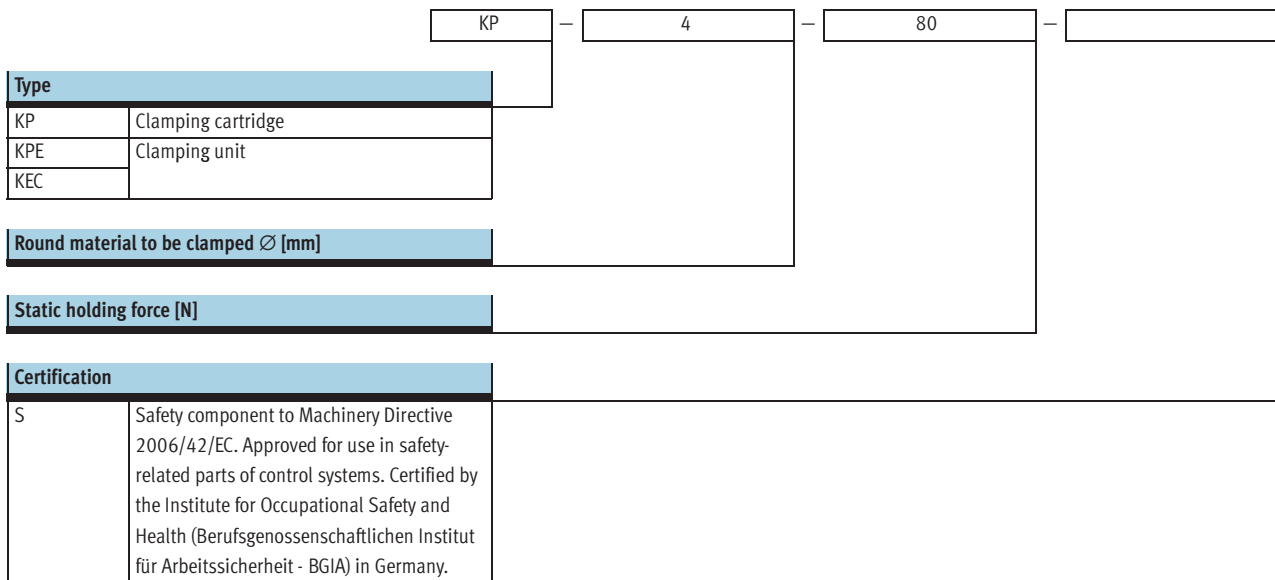 KP – 4 – 80 –
Type
KP Clamping cartridge
KPE Clamping unit
KEC
Round material to be clamped ∅ [mm]
Static holding force [N]
Certification
S Safety component to Machinery Directive
2006/42/EC. Approved for use in safety-
related parts of control systems. Certified by
the Institute for Occupational Safety and
Health (Berufsgenossenschaftlichen Institut
für Arbeitssicherheit - BGIA) in Germany.